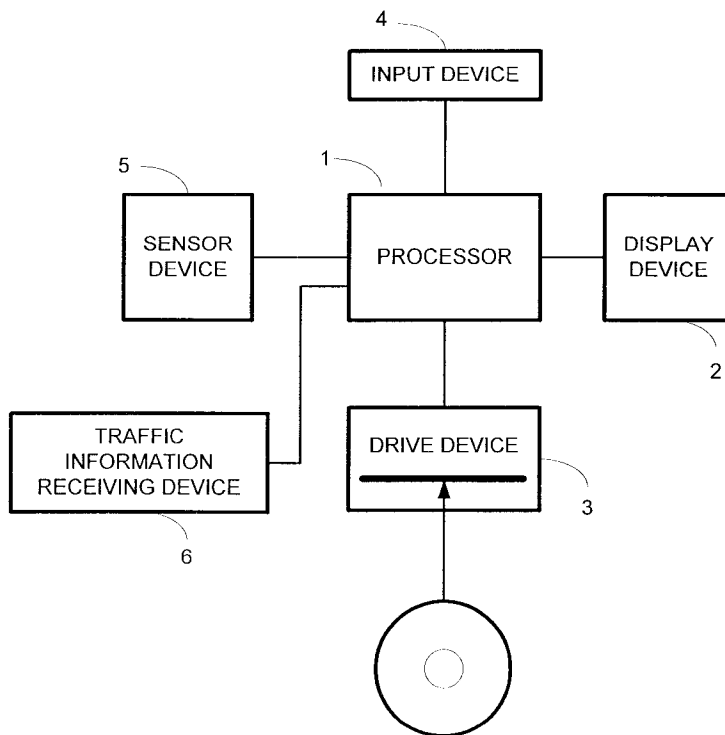 4
INPUT DEVICE
5
1
SENSOR
DEVICE
PROCESSOR
DISPLAY
DEVICE
2
TRAFFIC
INFORMATION
RECEIVING DEVICE
6
DRIVE DEVICE
3